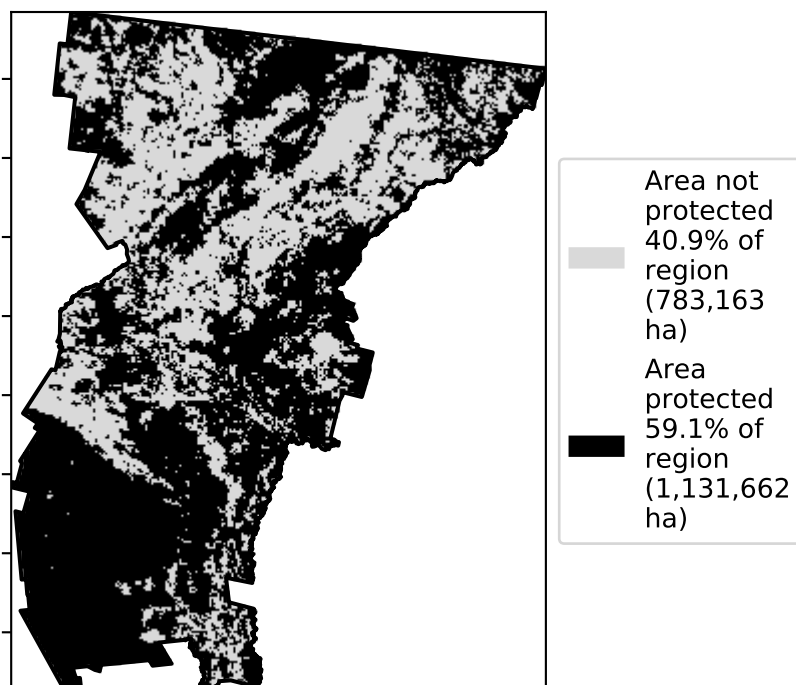 Area not
protected
40.9% of
region
(783,163
ha)
Area
protected
59.1% of
region
(1,131,662
ha)